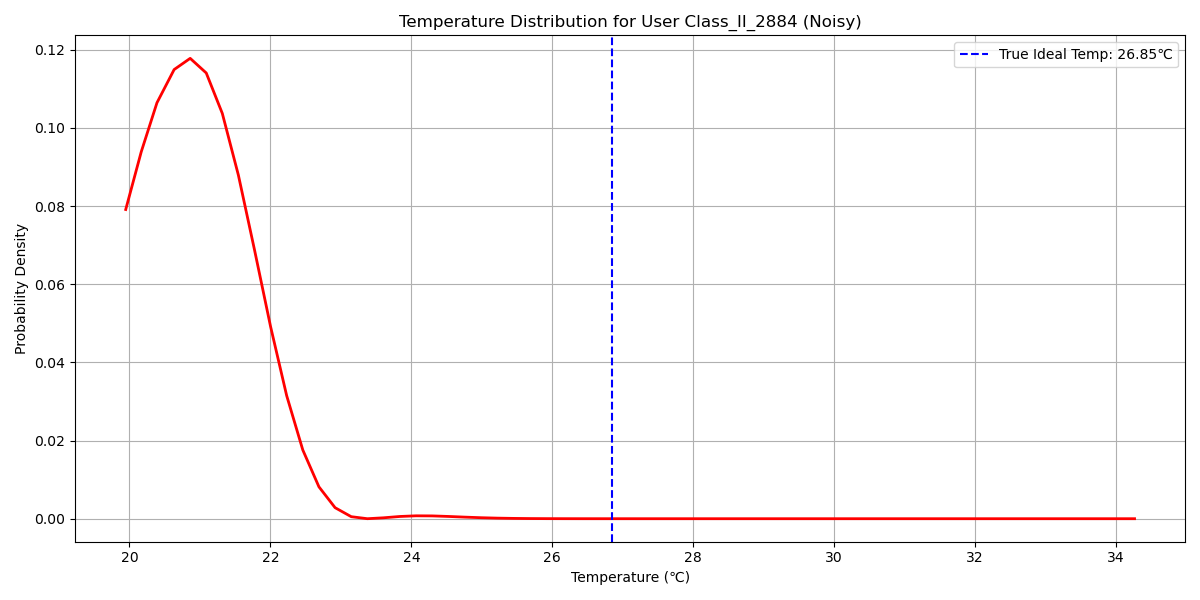 Temperature Distribution for User Class_II_2884 (Noisy)
True Ideal Temp: 26.85℃
Probability Density
0.12
0.10
0.08
0.06
0.04
0.02
0.00
20 22 24 26 28 30 32 34
Temperature (℃)